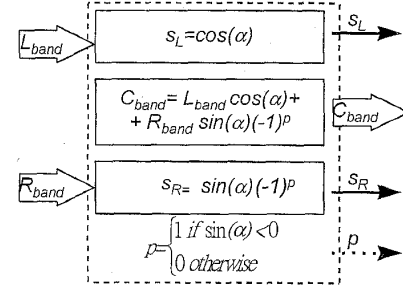 L_band
s_L=cos(α)
s_L
C_band= L_band cos(α)+
+ R_band sin(α)(-1)^p
C_band
R_band
s_R= sin(α)(-1)^p
s_R
p={1 if sin(α)<0
0 otherwise
p